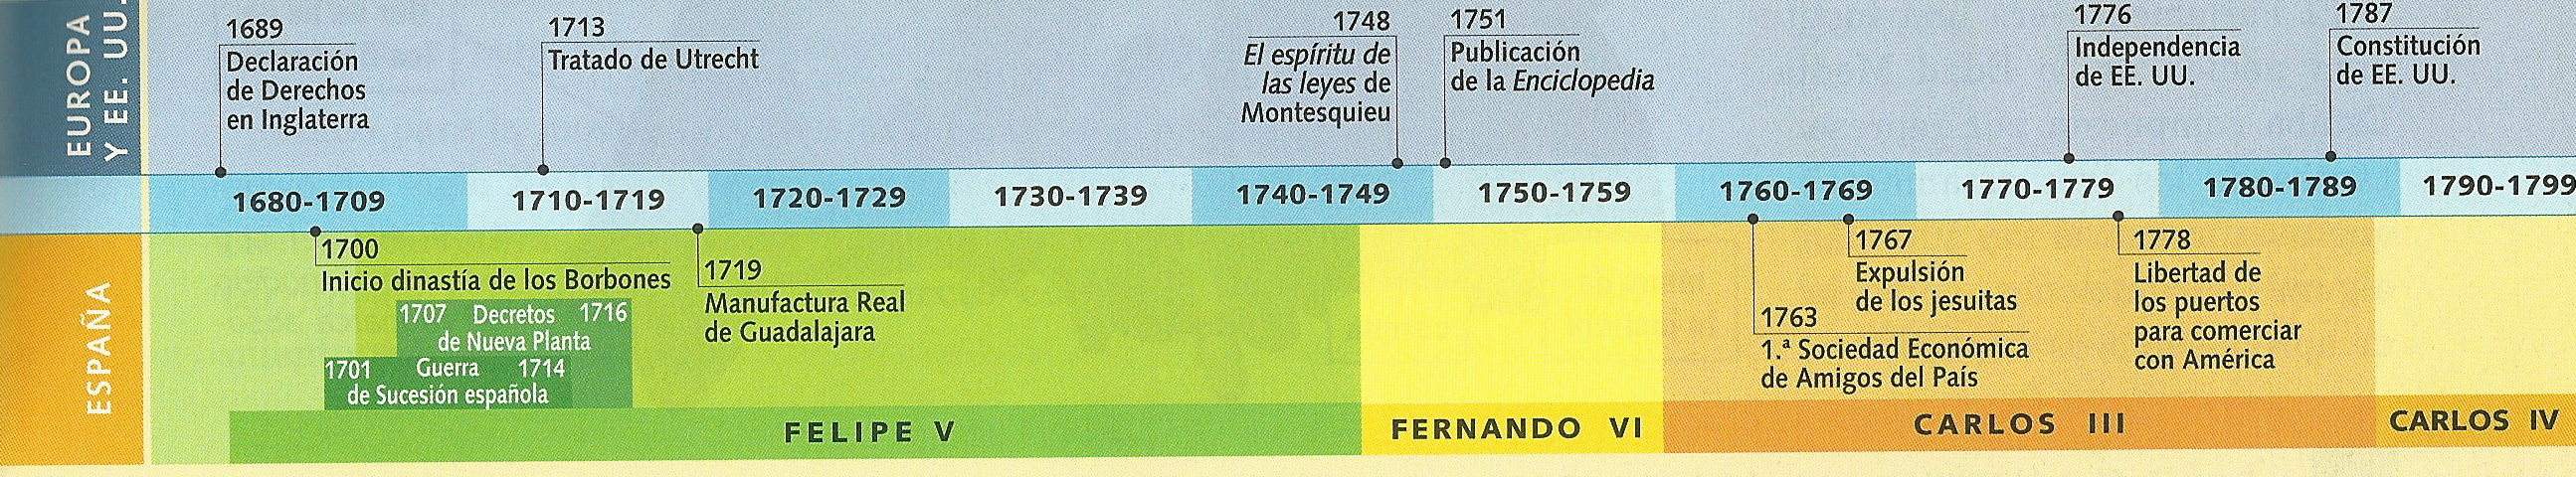 EUROPA
Y EE. UU.
1689
Declaración
de Derechos
en Inglaterra
1713
Tratado de Utrecht
1748
El espíritu de
las leyes de
Montesquieu
1751
Publicación
de la Enciclopedia
1776
Independencia
de EE. UU.
1787
Constitución
de EE. UU.
1680-1709
1710-1719
1720-1729
1730-1739
1740-1749
1750-1759
1760-1769
1770-1779
1780-1789
1790-1799
ESPAÑA
1700
Inicio dinastía de los Borbones
1707 Decretos 1716
de Nueva Planta
1701 Guerra 1714
de Sucesión española
1719
Manufactura Real
de Guadalajara
1763
1.ª Sociedad Económica
de Amigos del País
1767
Expulsión
de los jesuitas
1778
Libertad de
los puertos
para comerciar
con América
FELIPE V
FERNANDO VI
CARLOS III
CARLOS IV